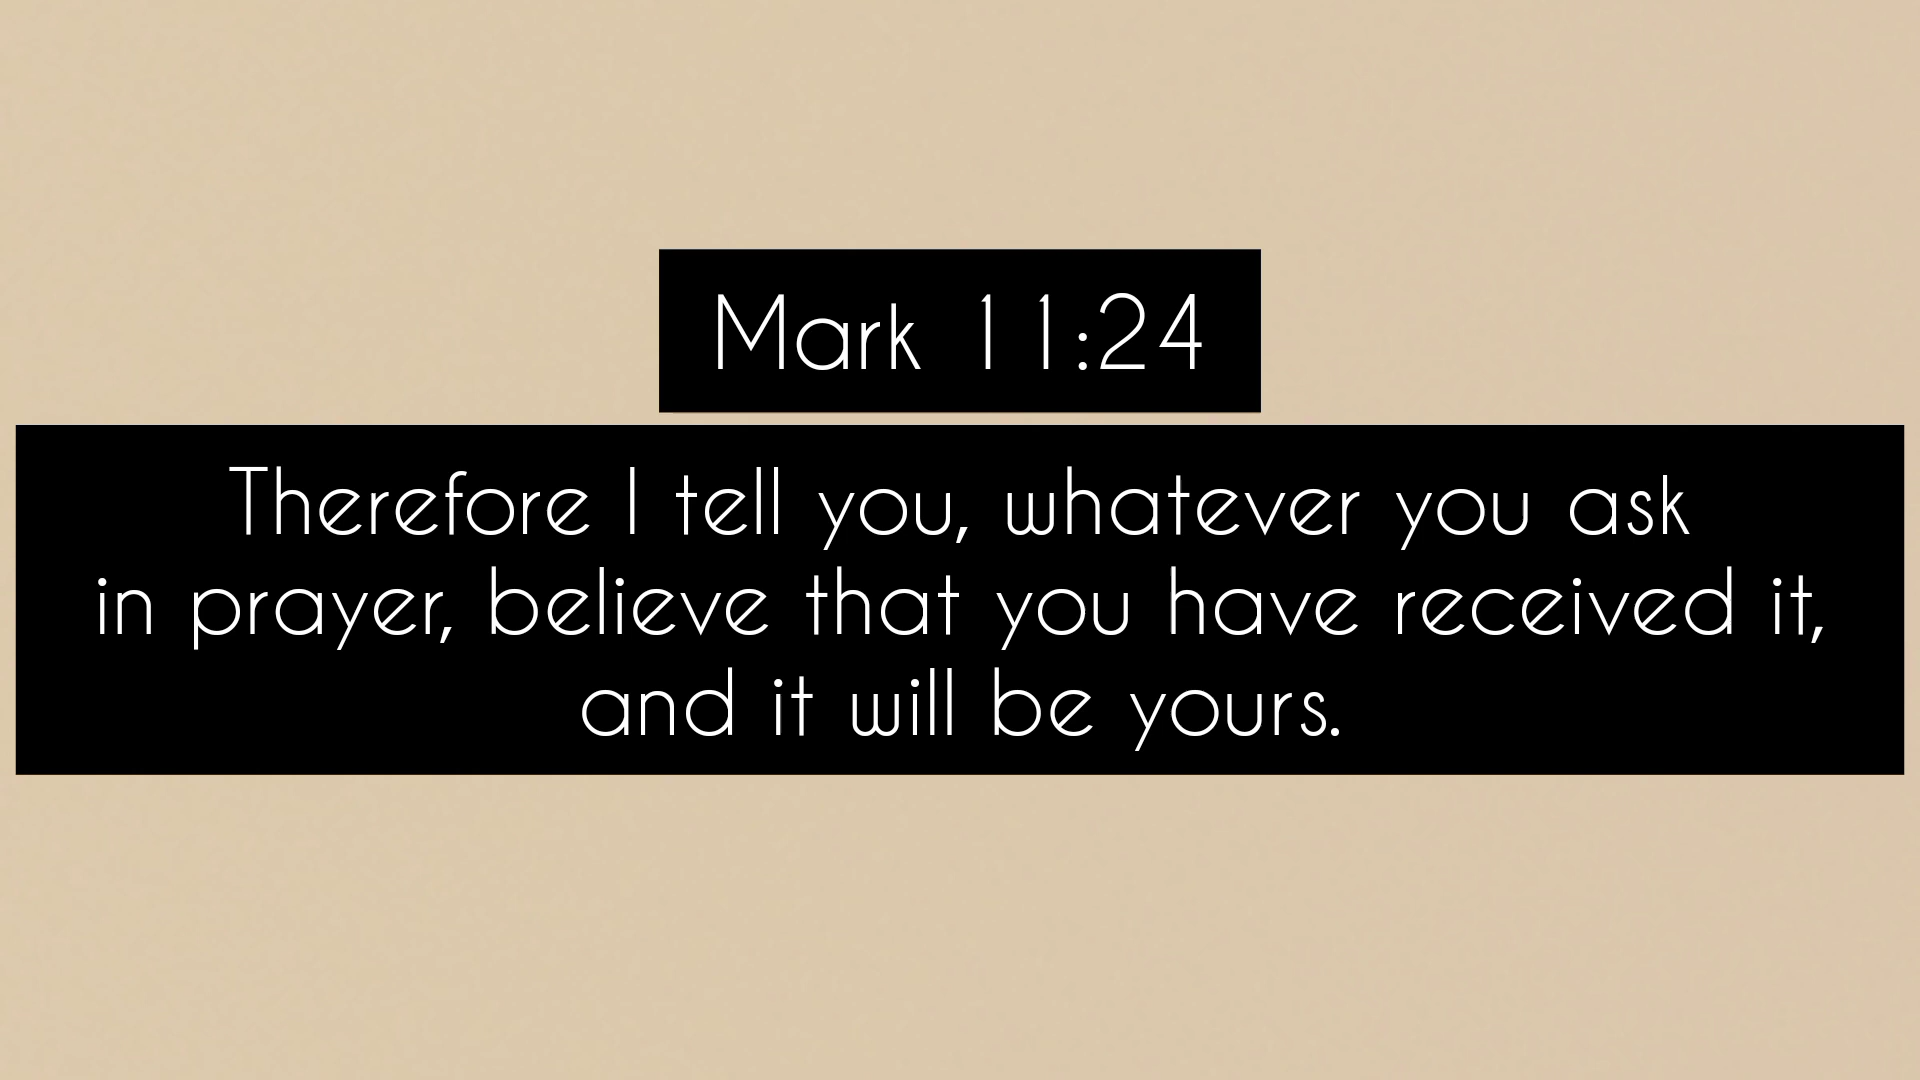 Mark 11:24
Therefore I tell you, whatever you ask
in prayer, believe that you have received it,
and it will be yours.